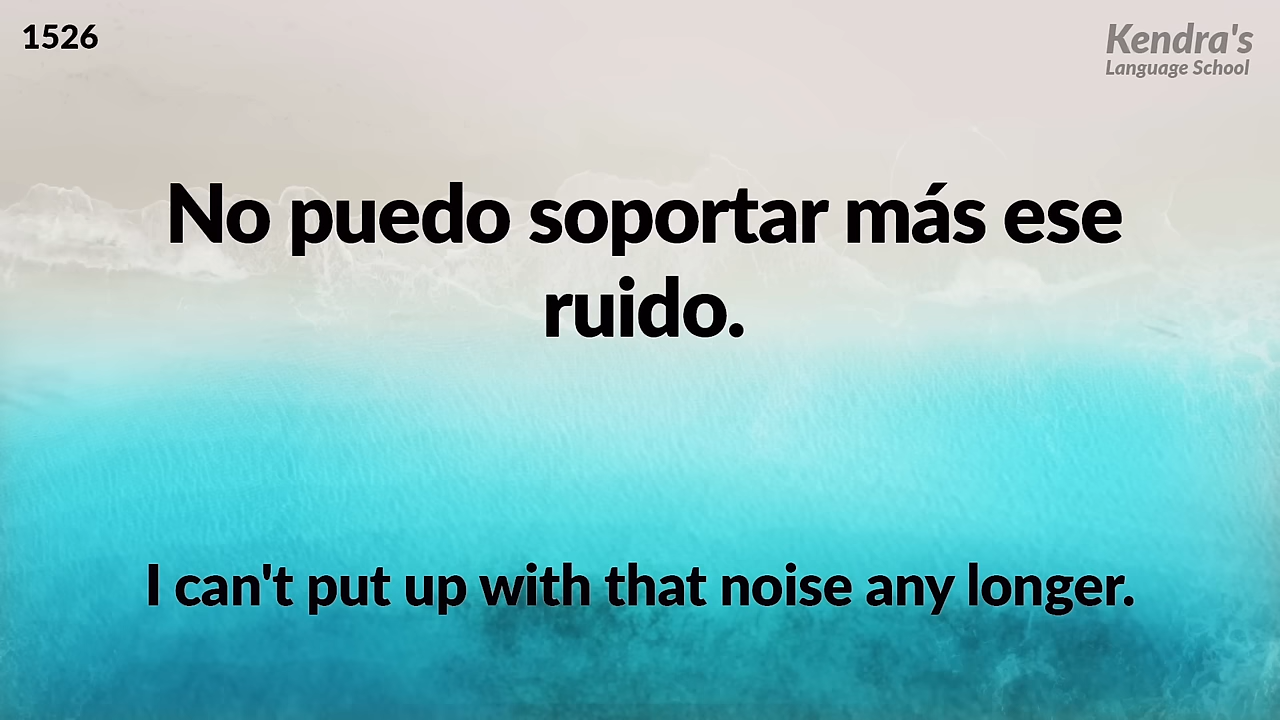 1526
Kendra's
Language School
No puedo soportar más ese
ruido.
I can't put up with that noise any longer.